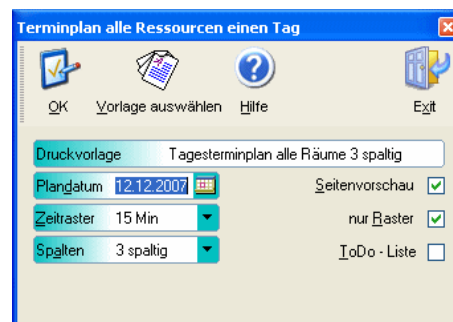 Terminplan alle Ressourcen einen Tag
OK Vorlage auswählen Hilfe Exit
Druckvorlage Tagesterminplan alle Räume 3 spaltig
Plandatum 12.12.2007 Seitenvorschau
Zeitraster 15 Min nur Raster
Spalten 3 spaltig ToDo - Liste